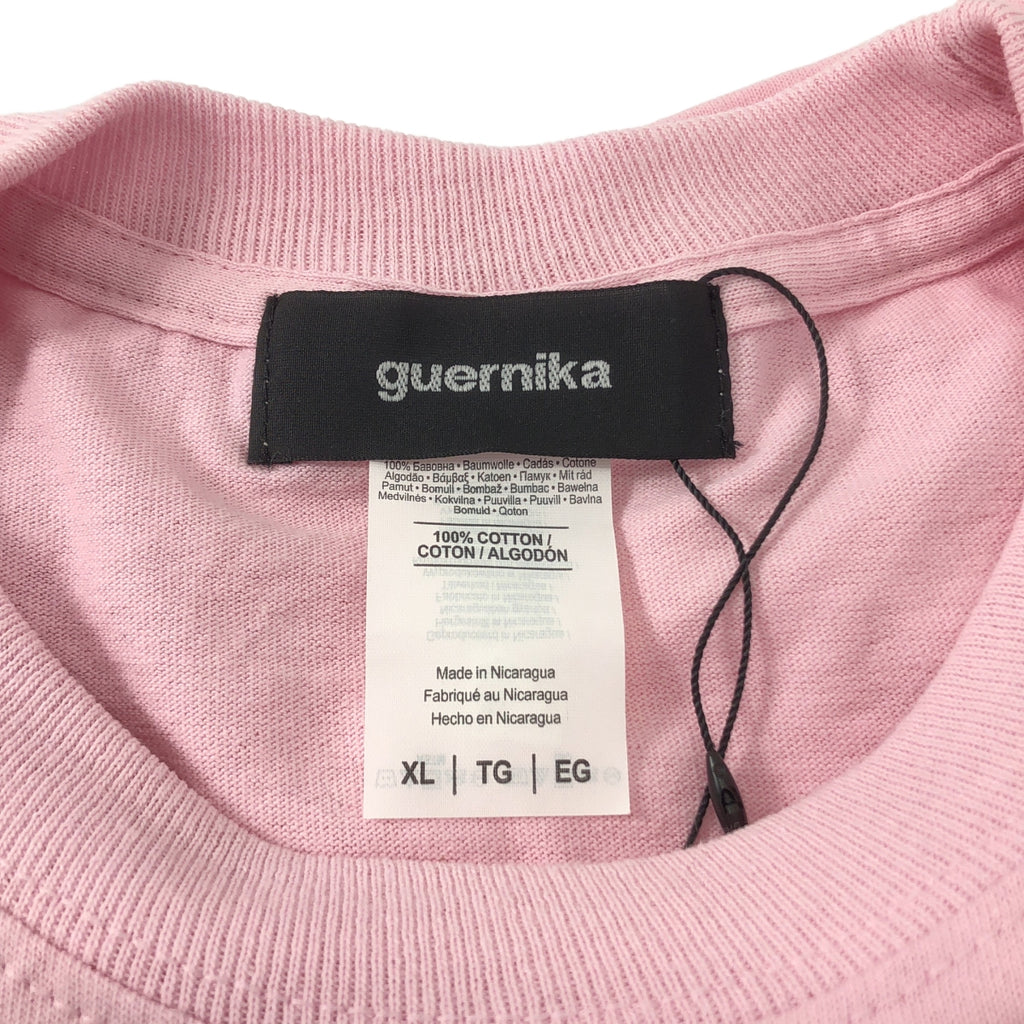 guernika
100% Бавовна • Baumwolle • Cadás • Cotone
Algodão • Βάμβαξ • Katoen • Памук • Mit råd
Pamut • Bomull • Bombaž • Bumbac • Bawełna
Medvilnės • Kokvilna • Puuvilla • Puuvill • Bavlna
Bomuld • Qoton
100% COTTON /
COTON / ALGODÓN
Made in Nicaragua
Fabriqué au Nicaragua
Hecho en Nicaragua
XL | TG | EG